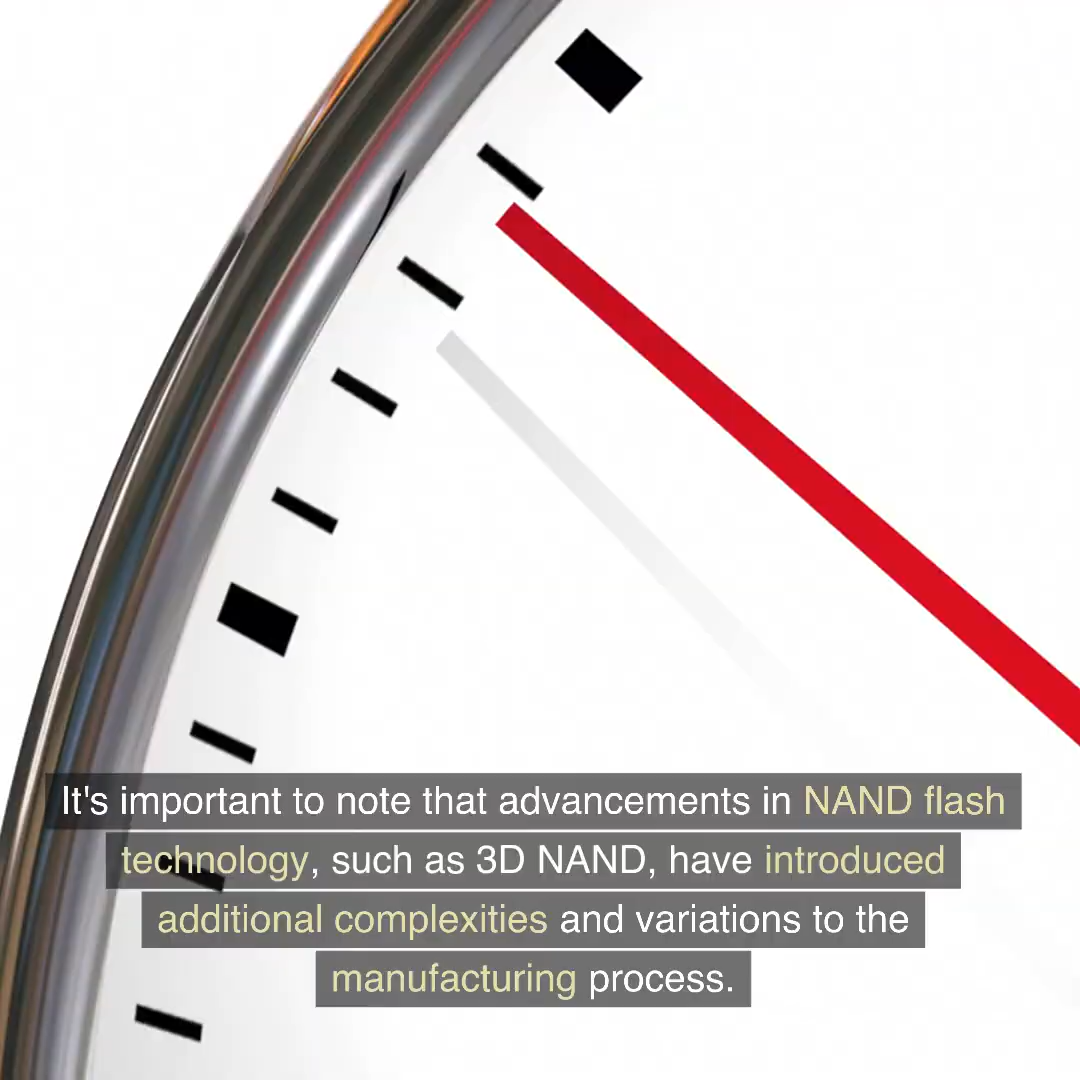 It's important to note that advancements in NAND flash
technology, such as 3D NAND, have introduced
additional complexities and variations to the
manufacturing process.